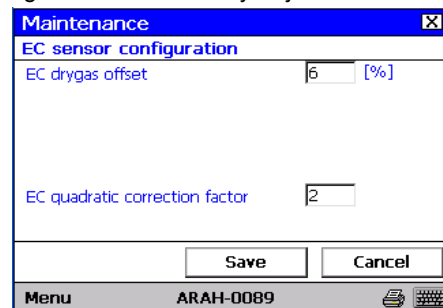 Maintenance X
EC sensor configuration
EC drygas offset 6 [%]
EC quadratic correction factor 2
Save Cancel
Menu ARAH-0089